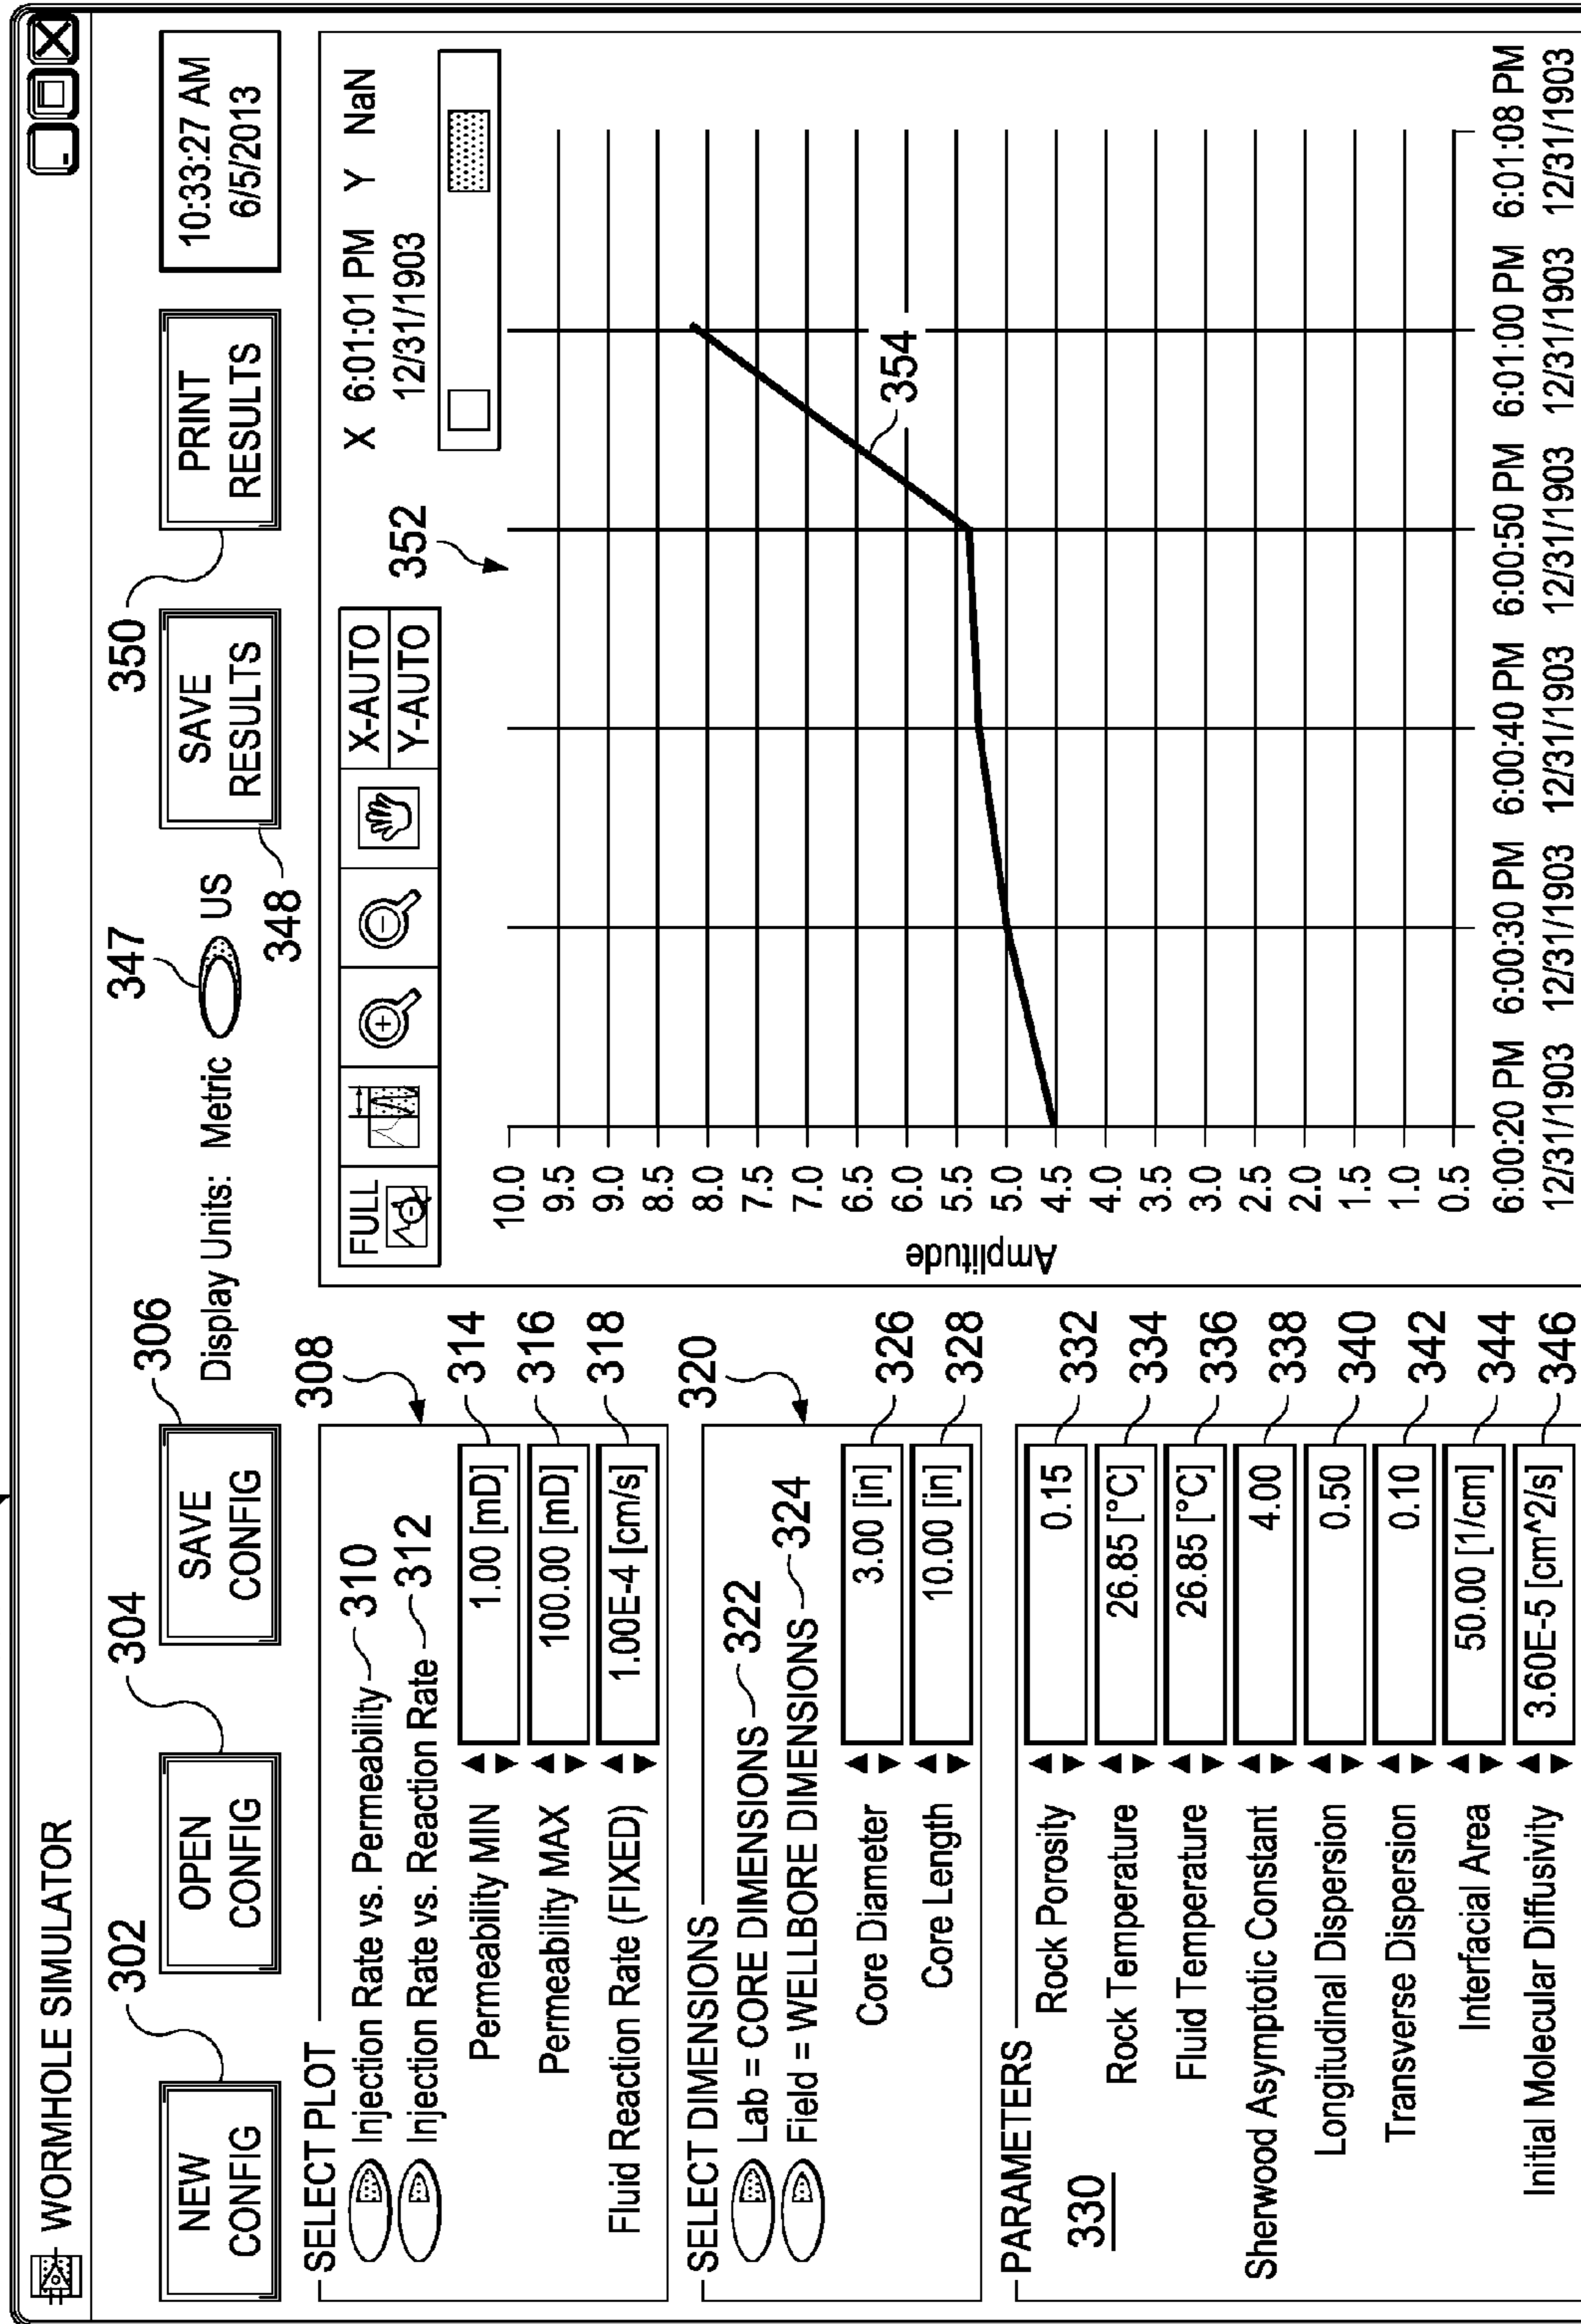 WORMHOLE SIMULATOR
302
304
306
347
350
NEW CONFIG
OPEN CONFIG
SAVE CONFIG
Display Units: Metric US
SAVE RESULTS
PRINT RESULTS
10:33:27 AM
6/5/2013
348
308
SELECT PLOT
Injection Rate vs. Permeability 310
Injection Rate vs. Reaction Rate 312
Permeability MIN 1.00 [mD] 314
Permeability MAX 100.00 [mD] 316
Fluid Reaction Rate (FIXED) 1.00E-4 [cm/s] 318
320
SELECT DIMENSIONS
Lab = CORE DIMENSIONS 322
Field = WELLBORE DIMENSIONS 324
Core Diameter 3.00 [in] 326
Core Length 10.00 [in] 328
PARAMETERS
330
Rock Porosity 0.15 332
Rock Temperature 26.85 [°C] 334
Fluid Temperature 26.85 [°C] 336
Sherwood Asymptotic Constant 4.00 338
Longitudinal Dispersion 0.50 340
Transverse Dispersion 0.10 342
Interfacial Area 50.00 [1/cm] 344
Initial Molecular Diffusivity 3.60E-5 [cm^2/s] 346
FULL
X-AUTO
Y-AUTO
352
X 6:01:01 PM Y NaN
12/31/1903
Amplitude
10.0
9.5
9.0
8.5
8.0
7.5
7.0
6.5
6.0
5.5
5.0
4.5
4.0
3.5
3.0
2.5
2.0
1.5
1.0
0.5
354
6:00:20 PM 6:00:30 PM 6:00:40 PM 6:00:50 PM 6:01:00 PM 6:01:08 PM
12/31/1903 12/31/1903 12/31/1903 12/31/1903 12/31/1903 12/31/1903